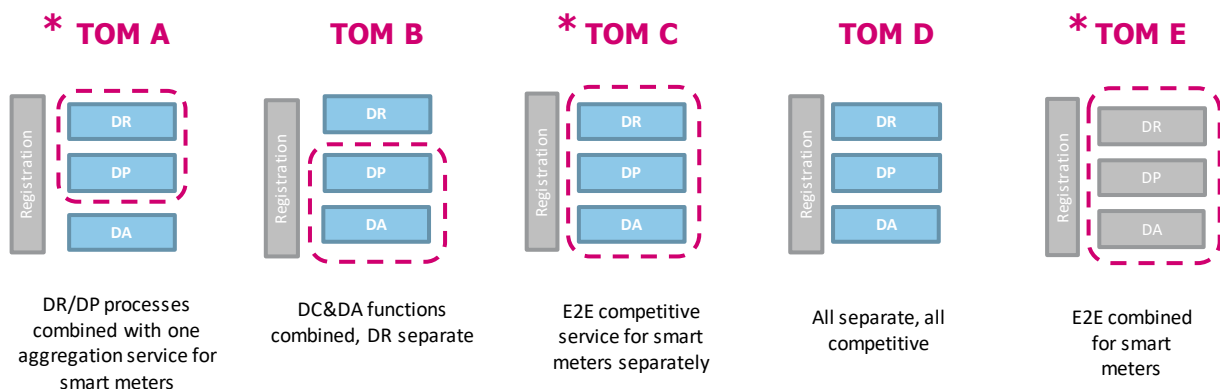 * TOM A
TOM B
* TOM C
TOM D
* TOM E
Registration
DR
DP
DA
Registration
DR
DP
DA
Registration
DR
DP
DA
Registration
DR
DP
DA
Registration
DR
DP
DA
DR/DP processes
combined with one
aggregation service for
smart meters
DC&DA functions
combined, DR separate
E2E competitive
service for smart
meters separately
All separate, all
competitive
E2E combined
for smart
meters